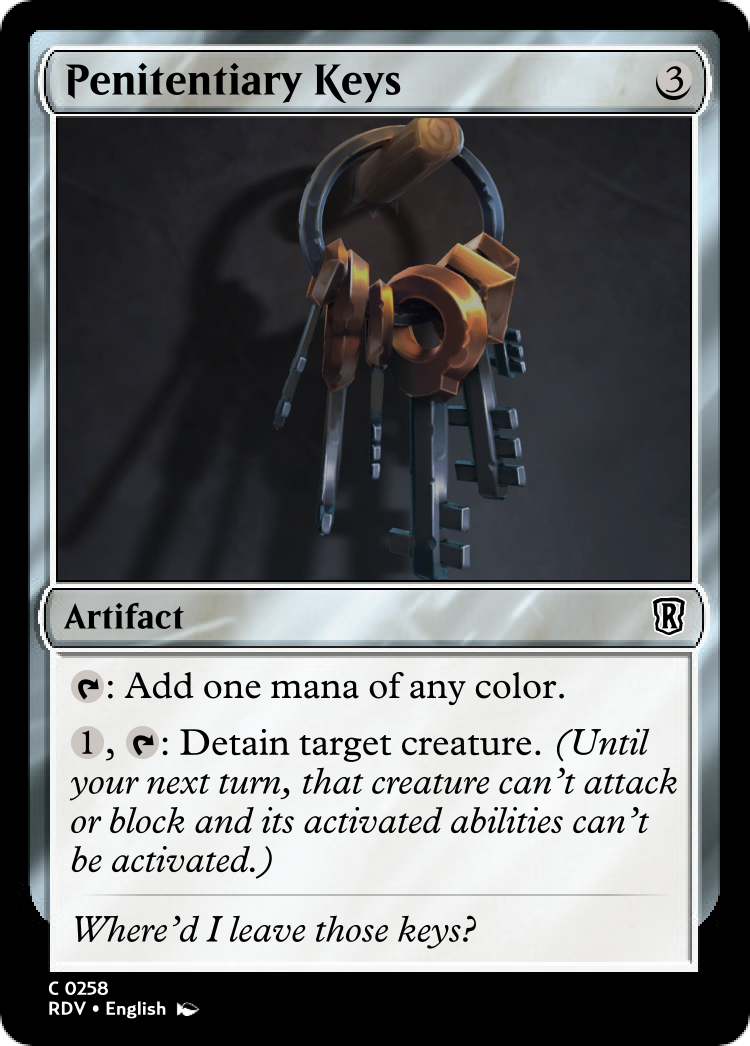 Penitentiary Keys 3
Artifact R
: Add one mana of any color.
1, : Detain target creature. (Until
your next turn, that creature can't attack
or block and its activated abilities can't
be activated.)
Where'd I leave those keys?
C 0258
RDV • English